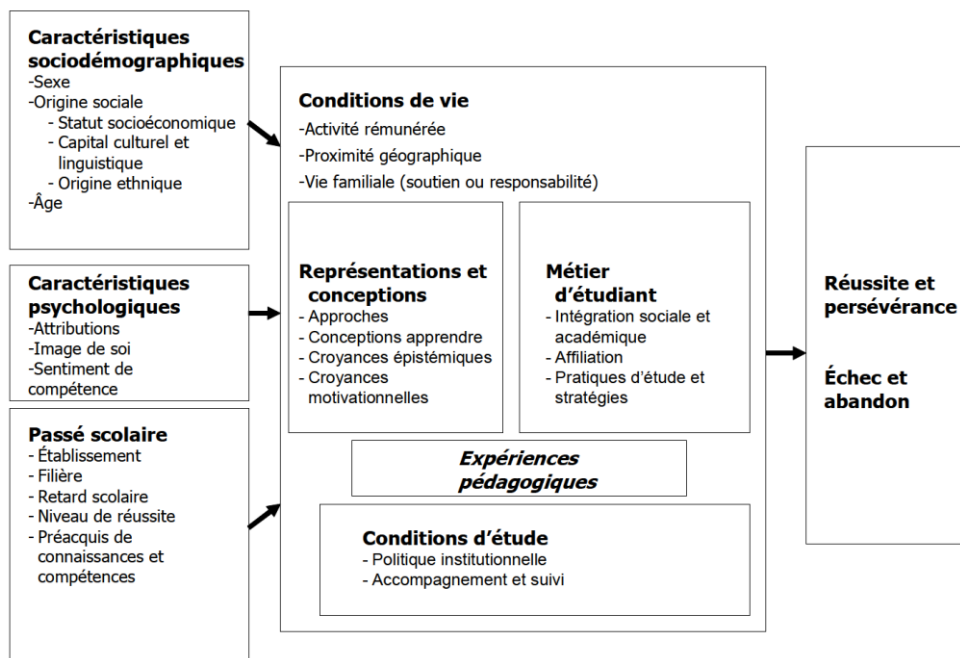 Caractéristiques
sociodémographiques
-Sexe
-Origine sociale
- Statut socioéconomique
- Capital culturel et
linguistique
- Origine ethnique
-Âge
Caractéristiques
psychologiques
-Attributions
-Image de soi
-Sentiment de
compétence
Passé scolaire
- Établissement
- Filière
- Retard scolaire
- Niveau de réussite
- Préacquis de
connaissances et
compétences
Conditions de vie
-Activité rémunérée
-Proximité géographique
-Vie familiale (soutien ou responsabilité)
Représentations et
conceptions
- Approches
- Conceptions apprendre
- Croyances épistémiques
- Croyances
motivationnelles
Métier
d’étudiant
- Intégration sociale et
académique
- Affiliation
- Pratiques d’étude et
stratégies
Expériences
pédagogiques
Conditions d’étude
- Politique institutionnelle
- Accompagnement et suivi
Réussite et
persévérance
Échec et
abandon